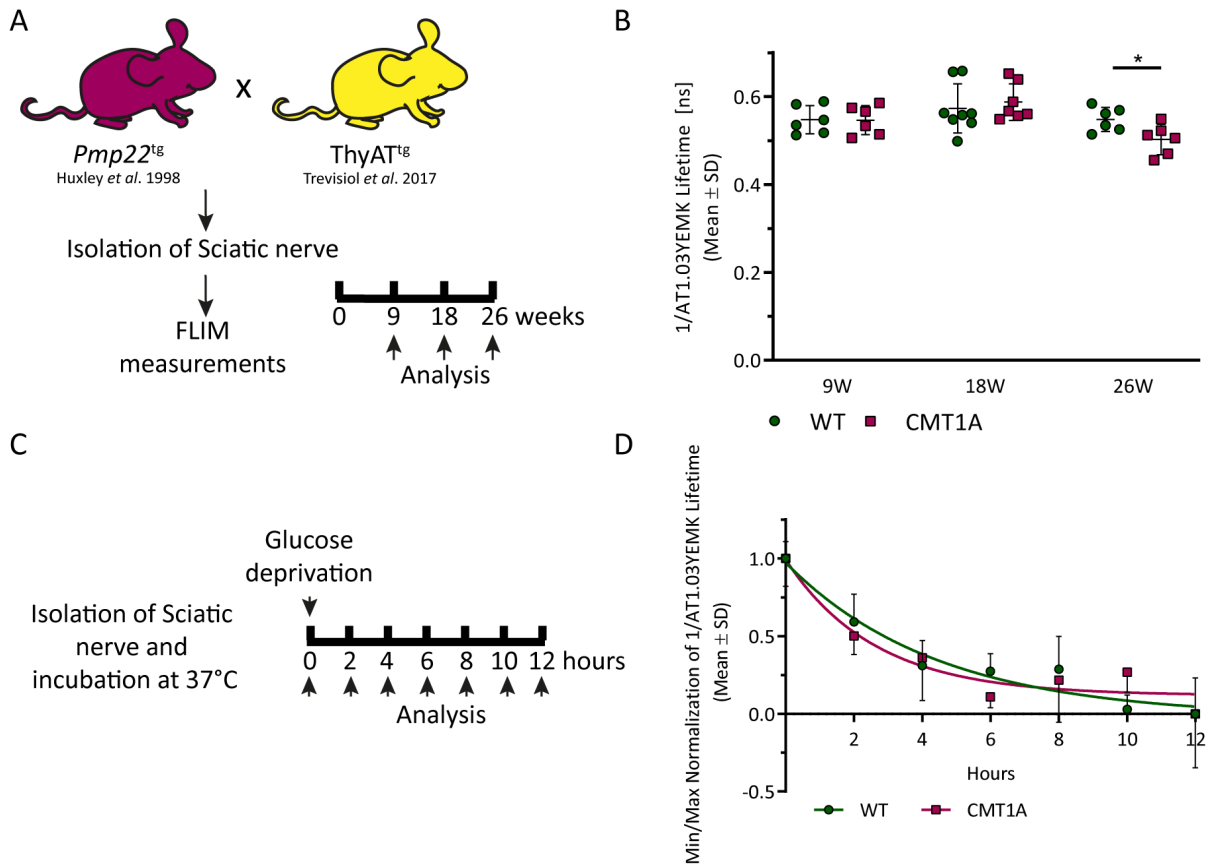 A
x
Pmp22tg
Huxley et al. 1998
ThyATtg
Trevisiol et al. 2017
Isolation of Sciatic nerve
FLIM
measurements
0 9 18 26 weeks
Analysis
B
1/AT1.03YEMK Lifetime [ns]
(Mean ± SD)
0.6
0.4
0.2
0.0
*
9W 18W 26W
WT CMT1A
C
Glucose
deprivation
Isolation of Sciatic
nerve and
incubation at 37°C
0 2 4 6 8 10 12 hours
Analysis
D
Min/Max Normalization of 1/AT1.03YEMK Lifetime
(Mean ± SD)
1.0
0.5
0.0
-0.5
2 4 6 8 10 12
Hours
WT CMT1A